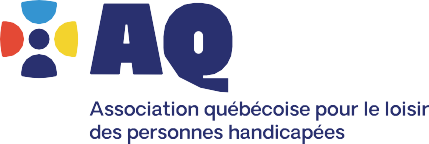 AQ
Association québécoise pour le loisir
des personnes handicapées